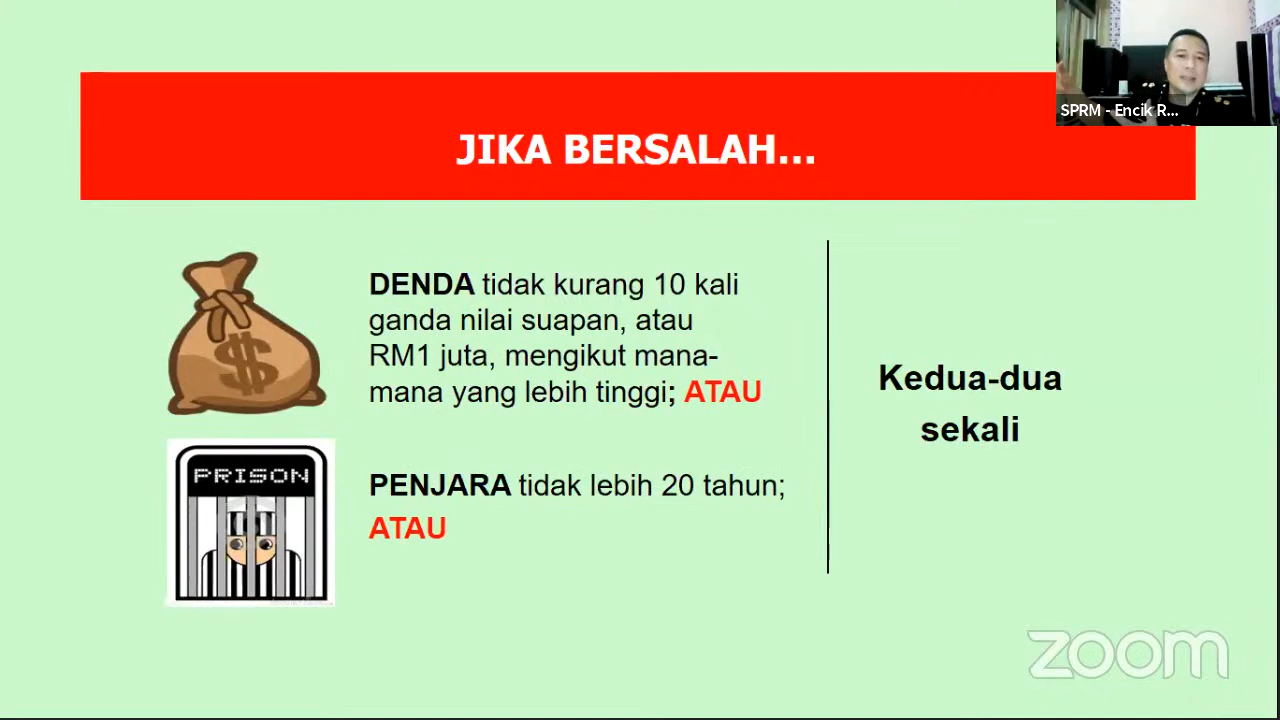 SPRM - Encik R...
JIKA BERSALAH...
DENDA tidak kurang 10 kali
ganda nilai suapan, atau
RM1 juta, mengikut mana-
mana yang lebih tinggi; ATAU
PRISON
PENJARA tidak lebih 20 tahun;
ATAU
Kedua-dua
sekali
zoom